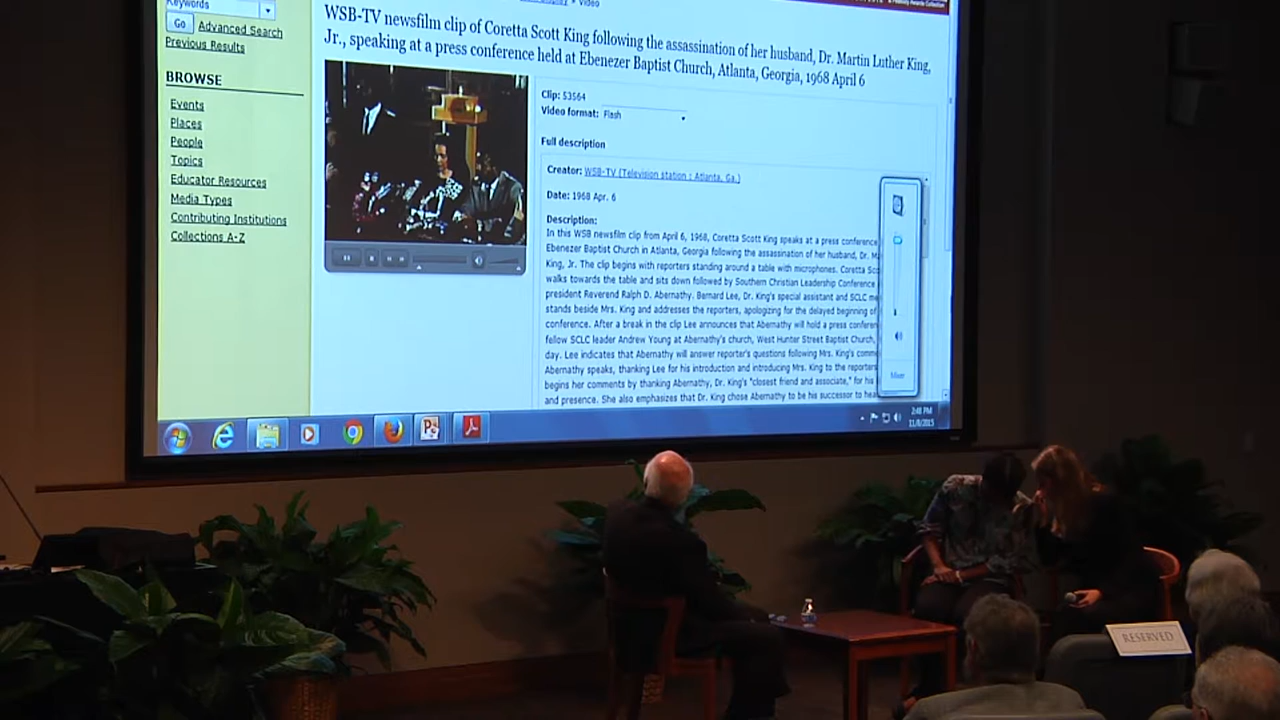 Keywords
» Video
Go Advanced Search
Previous Results
BROWSE
Events
Places
People
Topics
Educator Resources
Media Types
Contributing Institutions
Collections A-Z
WSB-TV newsfilm clip of Coretta Scott King following the assassination of her husband, Dr. Martin Luther King,
Jr., speaking at a press conference held at Ebenezer Baptist Church, Atlanta, Georgia, 1968 April 6
Clip: 53564
Video format: Flash
Full description
Creator: WSB-TV (Television station : Atlanta, Ga.)
Date: 1968 Apr. 6
Description:
In this WSB newsfilm clip from April 6, 1968, Coretta Scott King speaks at a press conference
Ebenezer Baptist Church in Atlanta, Georgia following the assassination of her husband, Dr. M
King, Jr. The clip begins with reporters standing around a table with microphones. Coretta Sco
walks towards the table and sits down followed by Southern Christian Leadership Conference
president Reverend Ralph D. Abernathy. Bernard Lee, Dr. King's special assistant and SCLC me
stands beside Mrs. King and addresses the reporters, apologizing for the delayed beginning of
conference. After a break in the clip Lee announces that Abernathy will hold a press conferen
fellow SCLC leader Andrew Young at Abernathy's church, West Hunter Street Baptist Church,
day. Lee indicates that Abernathy will answer reporter's questions following Mrs. King's comme
Abernathy speaks, thanking Lee for his introduction and introducing Mrs. King to the reporters
begins her comments by thanking Abernathy, Dr. King's "closest friend and associate," for his
and presence. She also emphasizes that Dr. King chose Abernathy to be his successor to hea
Mixer
2:48 PM
11/8/2015
RESERVED